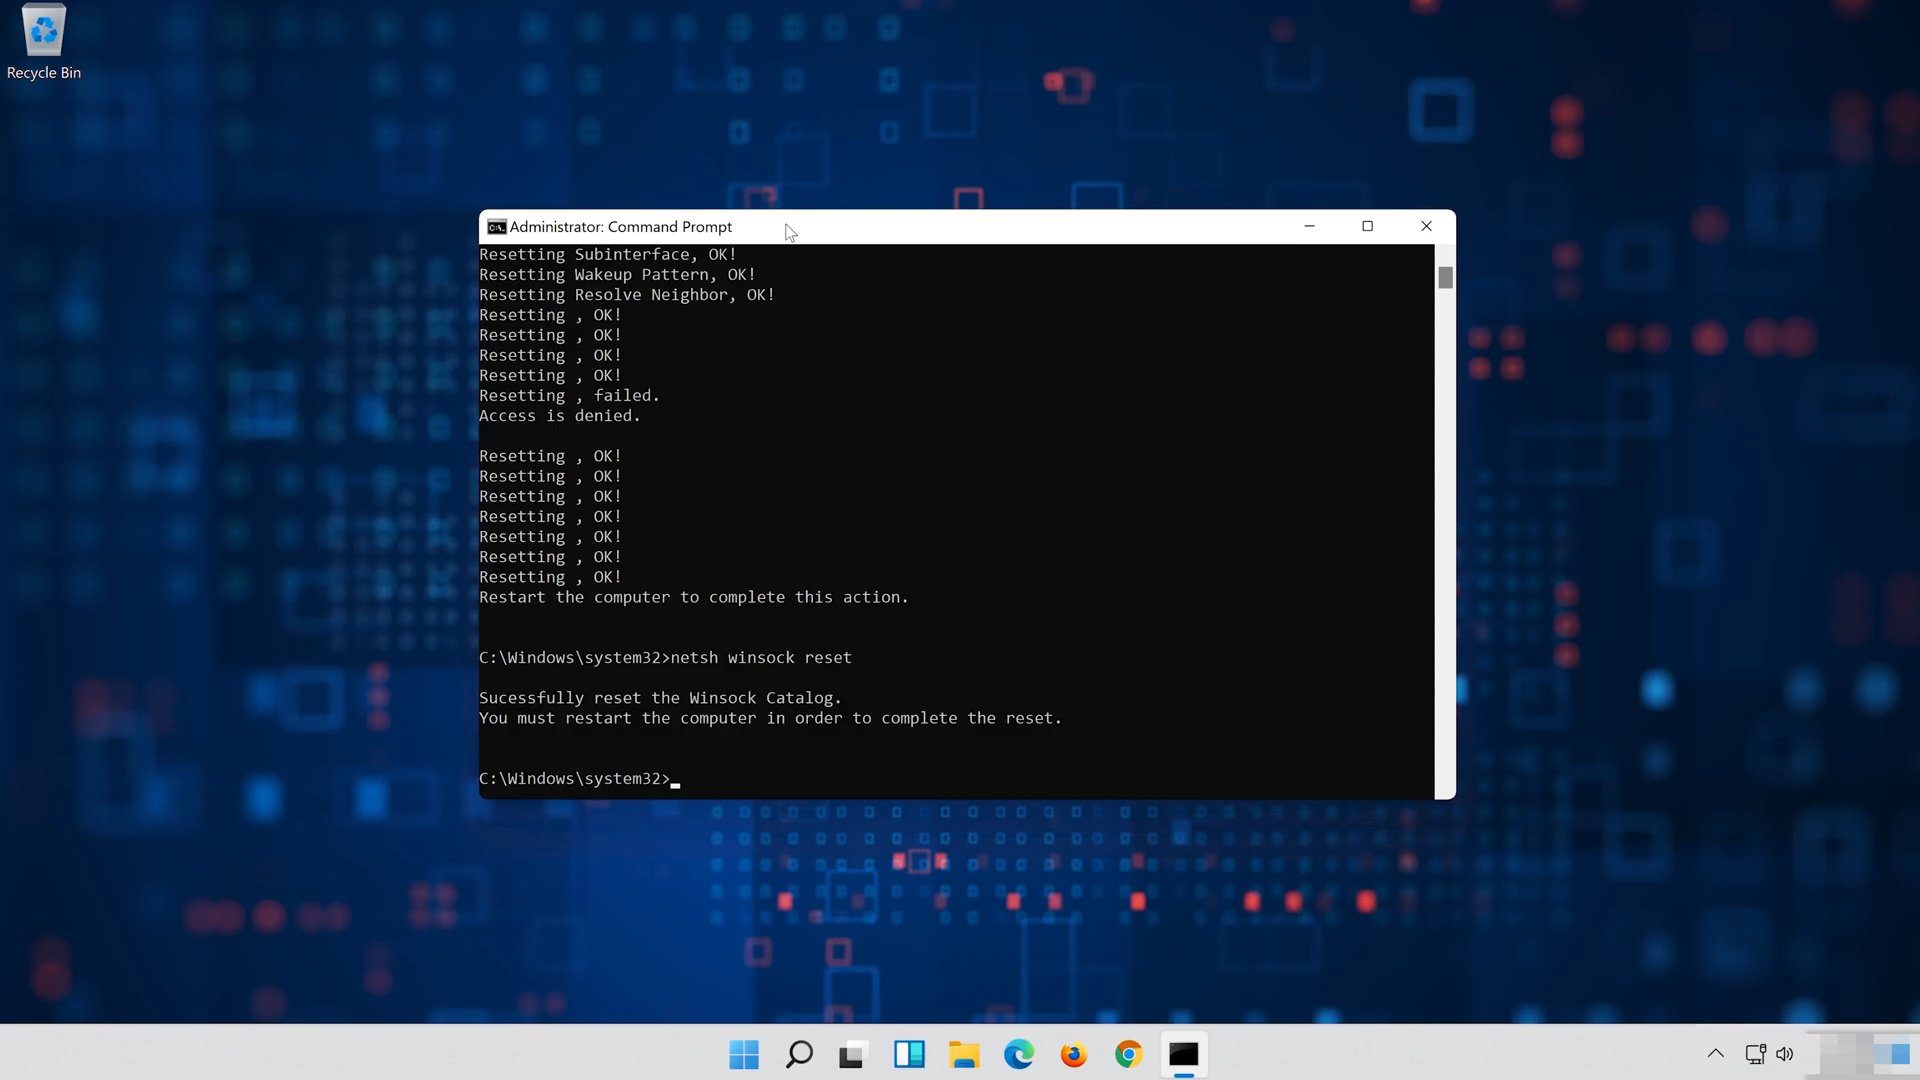 Recycle Bin
Administrator: Command Prompt
Resetting Subinterface, OK!
Resetting Wakeup Pattern, OK!
Resetting Resolve Neighbor, OK!
Resetting , OK!
Resetting , OK!
Resetting , OK!
Resetting , OK!
Resetting , failed.
Access is denied.
Resetting , OK!
Resetting , OK!
Resetting , OK!
Resetting , OK!
Resetting , OK!
Resetting , OK!
Resetting , OK!
Restart the computer to complete this action.
C:\Windows\system32>netsh winsock reset
Sucessfully reset the Winsock Catalog.
You must restart the computer in order to complete the reset.
C:\Windows\system32>